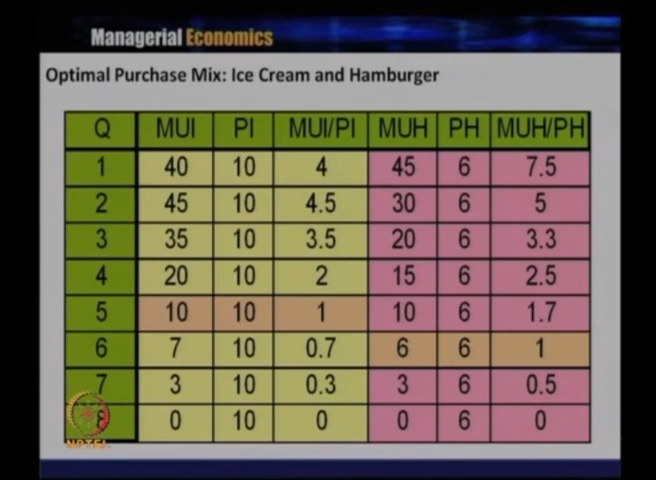 Managerial Economics
Optimal Purchase Mix: Ice Cream and Hamburger
Q MUI PI MUI/PI MUH PH MUH/PH
1 40 10 4 45 6 7.5
2 45 10 4.5 30 6 5
3 35 10 3.5 20 6 3.3
4 20 10 2 15 6 2.5
5 10 10 1 10 6 1.7
6 7 10 0.7 6 6 1
7 3 10 0.3 3 6 0.5
8 0 10 0 0 6 0
NPTEL